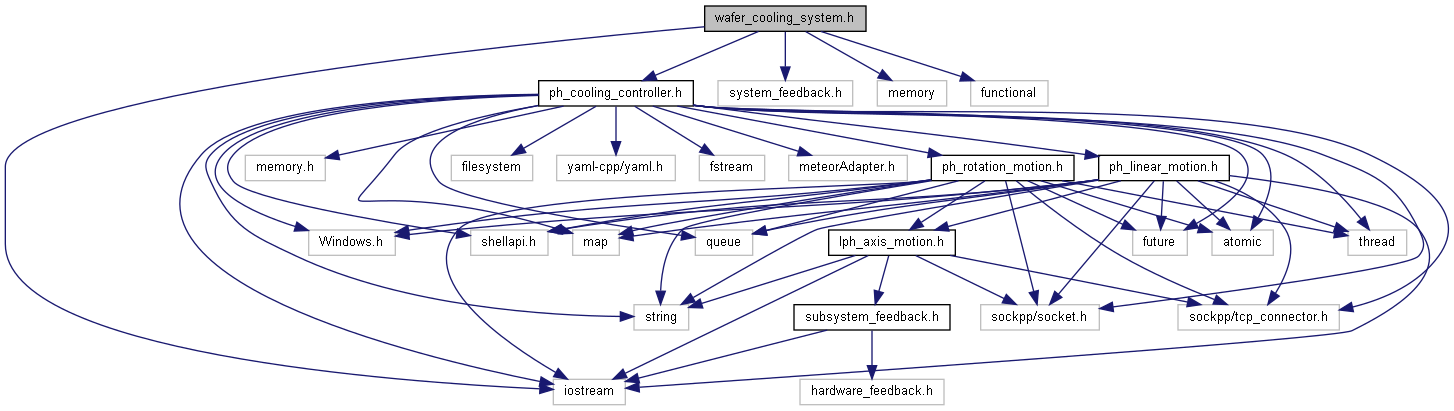 wafer_cooling_system.h
ph_cooling_controller.h
system_feedback.h
memory
functional
memory.h
filesystem
yaml-cpp/yaml.h
fstream
meteorAdapter.h
ph_rotation_motion.h
ph_linear_motion.h
Windows.h
shellapi.h
map
queue
lph_axis_motion.h
future
atomic
thread
string
subsystem_feedback.h
sockpp/socket.h
sockpp/tcp_connector.h
iostream
hardware_feedback.h